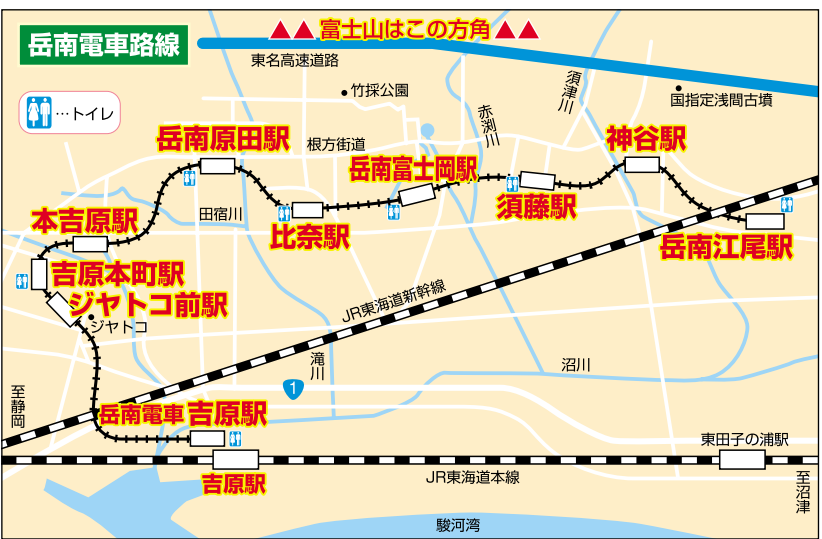 ▲▲富士山はこの方角▲▲
岳南電車路線
東名高速道路
…トイレ
竹採公園
須津川
国指定浅間古墳
赤渕川
岳南原田駅
根方街道
岳南富士岡駅
神谷駅
本吉原駅
田宿川
比奈駅
須藤駅
岳南江尾駅
吉原本町駅
ジヤトコ前駅
ジヤトコ
JR東海道新幹線
滝川
沼川
1
至静岡
岳南電車 吉原駅
東田子の浦駅
吉原駅
JR東海道本線
至沼津
駿河湾